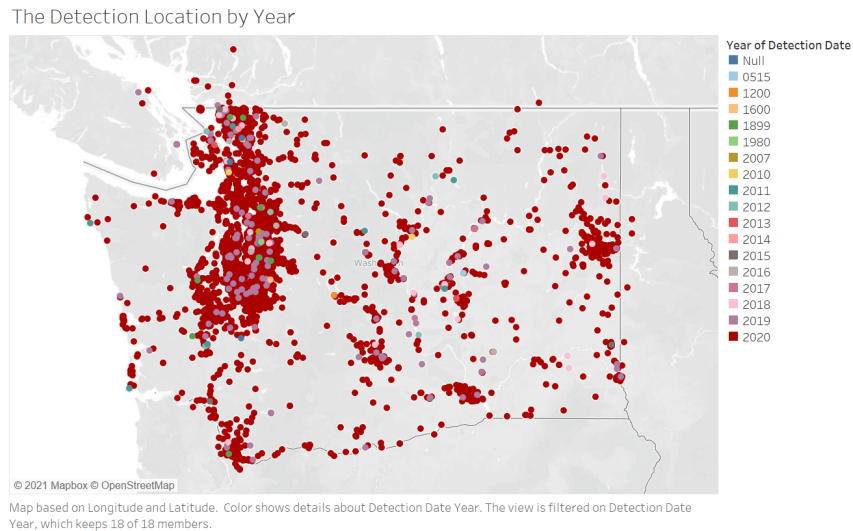 The Detection Location by Year
Year of Detection Date
Null
0515
1200
1600
1899
1980
2007
2010
2011
2012
2013
2014
2015
2016
2017
2018
2019
2020
© 2021 Mapbox © OpenStreetMap
Map based on Longitude and Latitude. Color shows details about Detection Date Year. The view is filtered on Detection Date
Year, which keeps 18 of 18 members.